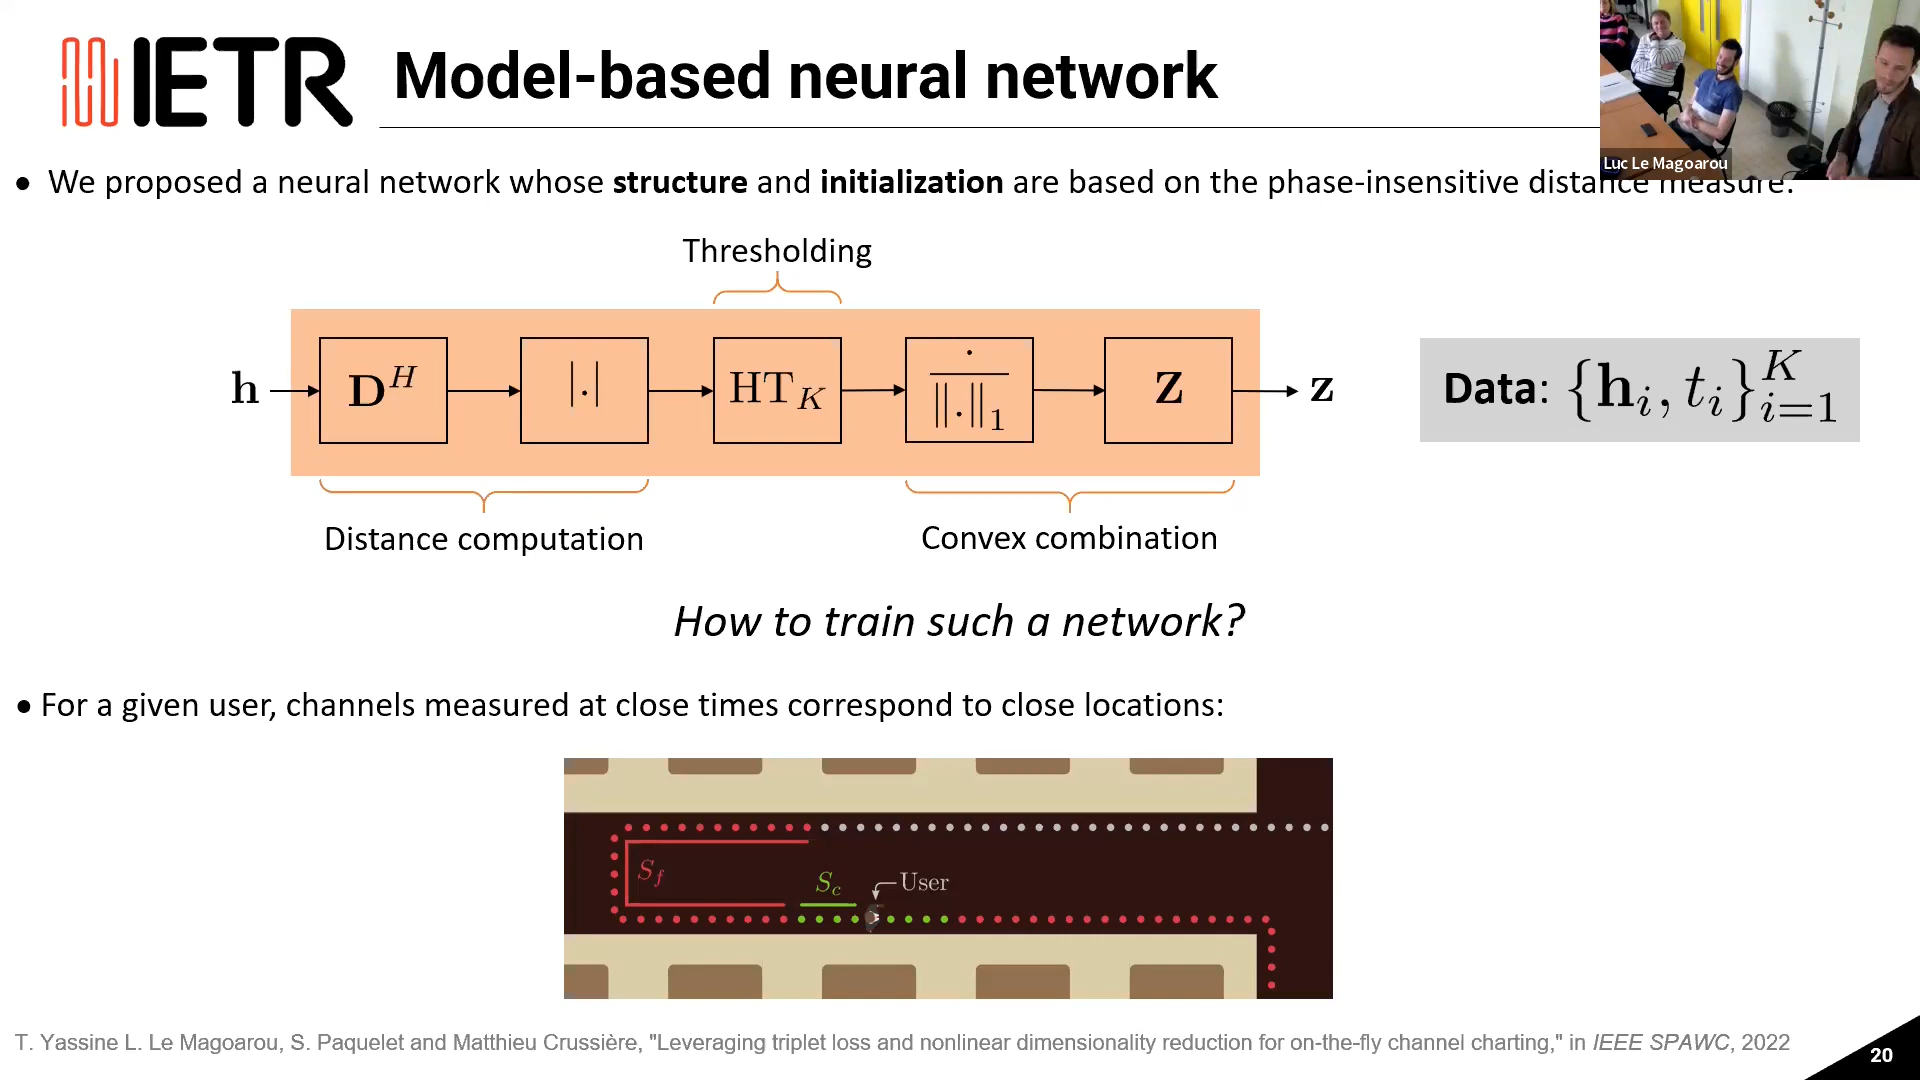 IETR
Model-based neural network
Luc Le Magoarou
• We proposed a neural network whose structure and initialization are based on the phase-insensitive distance measure.
Thresholding
h D^H |.| HT_K ./||.||_1 Z z
Data: {h_i, t_i}_{i=1}^K
Distance computation
Convex combination
How to train such a network?
• For a given user, channels measured at close times correspond to close locations:
S_f
S_c
User
T. Yassine L. Le Magoarou, S. Paquelet and Matthieu Crussière, "Leveraging triplet loss and nonlinear dimensionality reduction for on-the-fly channel charting," in IEEE SPAWC, 2022
20